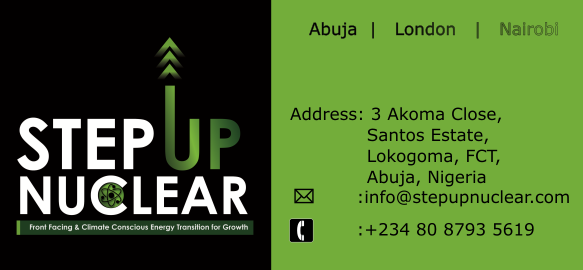 STEP UP
NUCLEAR
Front Facing & Climate Conscious Energy Transition for Growth
Abuja | London | Nairobi
Address: 3 Akoma Close,
Santos Estate,
Lokogoma, FCT,
Abuja, Nigeria
:info@stepupnuclear.com
:+234 80 8793 5619